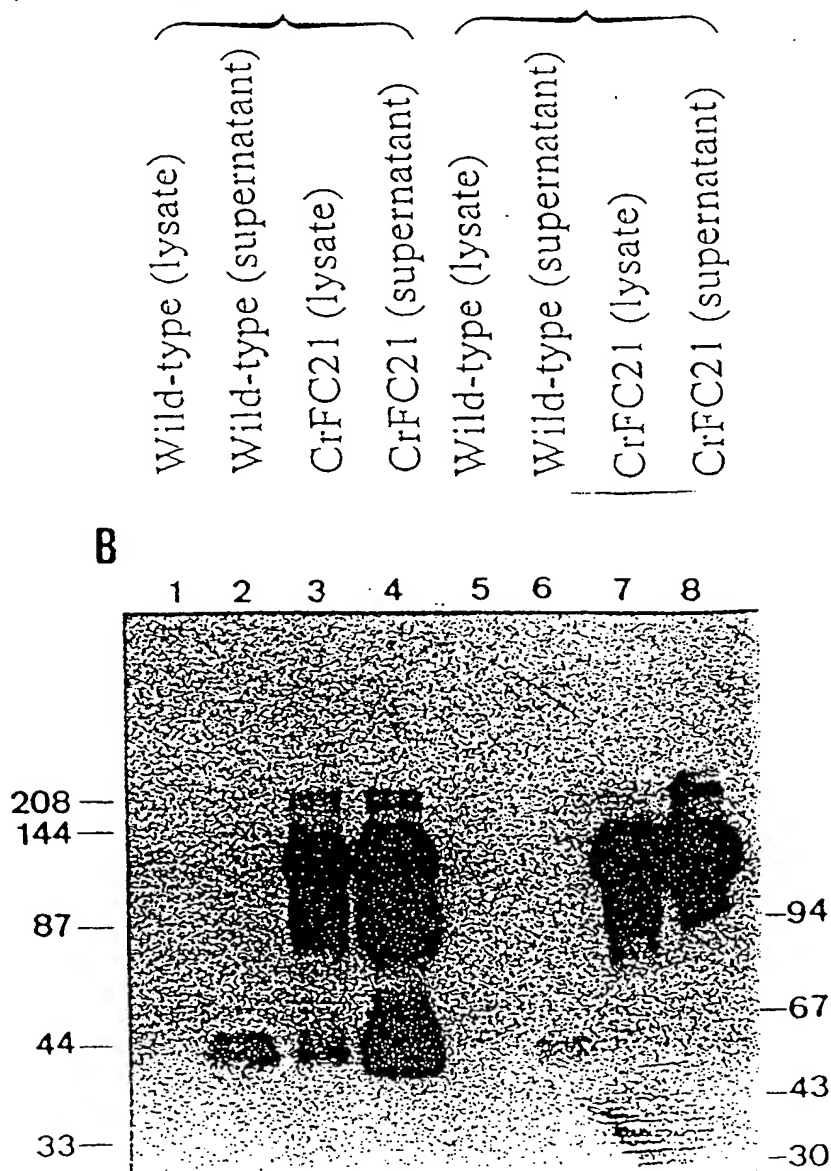 Wild-type (lysate)
Wild-type (supernatant)
CrFC21 (lysate)
CrFC21 (supernatant)
Wild-type (lysate)
Wild-type (supernatant)
CrFC21 (lysate)
CrFC21 (supernatant)
B
1 2 3 4 5 6 7 8
208
144
87
44
33
94
67
43
30